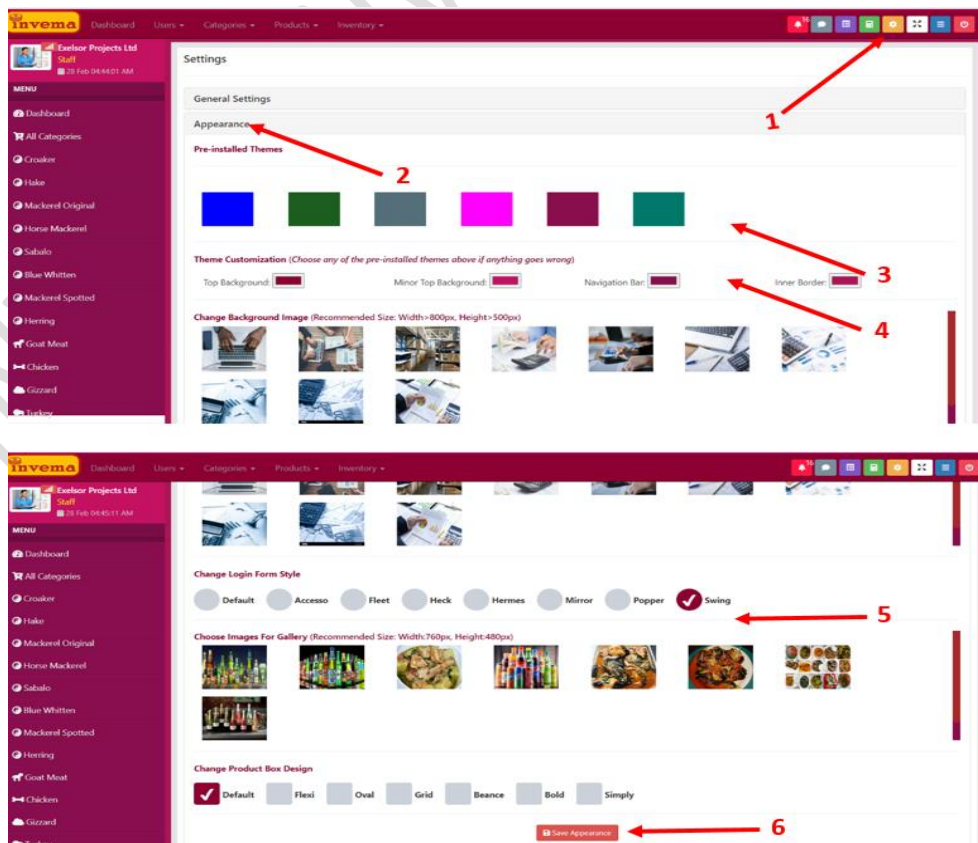 invema Dashboard Users Categories Products Inventory 16
Exelsor Projects Ltd
Staff
28 Feb 04:44:01 AM
MENU
Dashboard
All Categories
Croaker
Hake
Mackerel Original
Horse Mackerel
Sabalo
Blue Whitten
Mackerel Spotted
Herring
Goat Meat
Chicken
Gizzard
Turkey
Settings
General Settings
1
Appearance
Pre-installed Themes
2
3
Theme Customization (Choose any of the pre-installed themes above if anything goes wrong)
Top Background: Minor Top Background: Navigation Bar: Inner Border:
4
Change Background Image (Recommended Size: Width>800px, Height>500px)
invema Dashboard Users Categories Products Inventory 16
Exelsor Projects Ltd
Staff
28 Feb 04:45:11 AM
MENU
Dashboard
All Categories
Croaker
Hake
Mackerel Original
Horse Mackerel
Sabalo
Blue Whitten
Mackerel Spotted
Herring
Goat Meat
Chicken
Gizzard
Change Login Form Style
Default Accesso Fleet Heck Hermes Mirror Popper Swing
5
Choose Images For Gallery (Recommended Size: Width:760px, Height:480px)
Change Product Box Design
Default Flexi Oval Grid Beance Bold Simply
Save Appearance
6